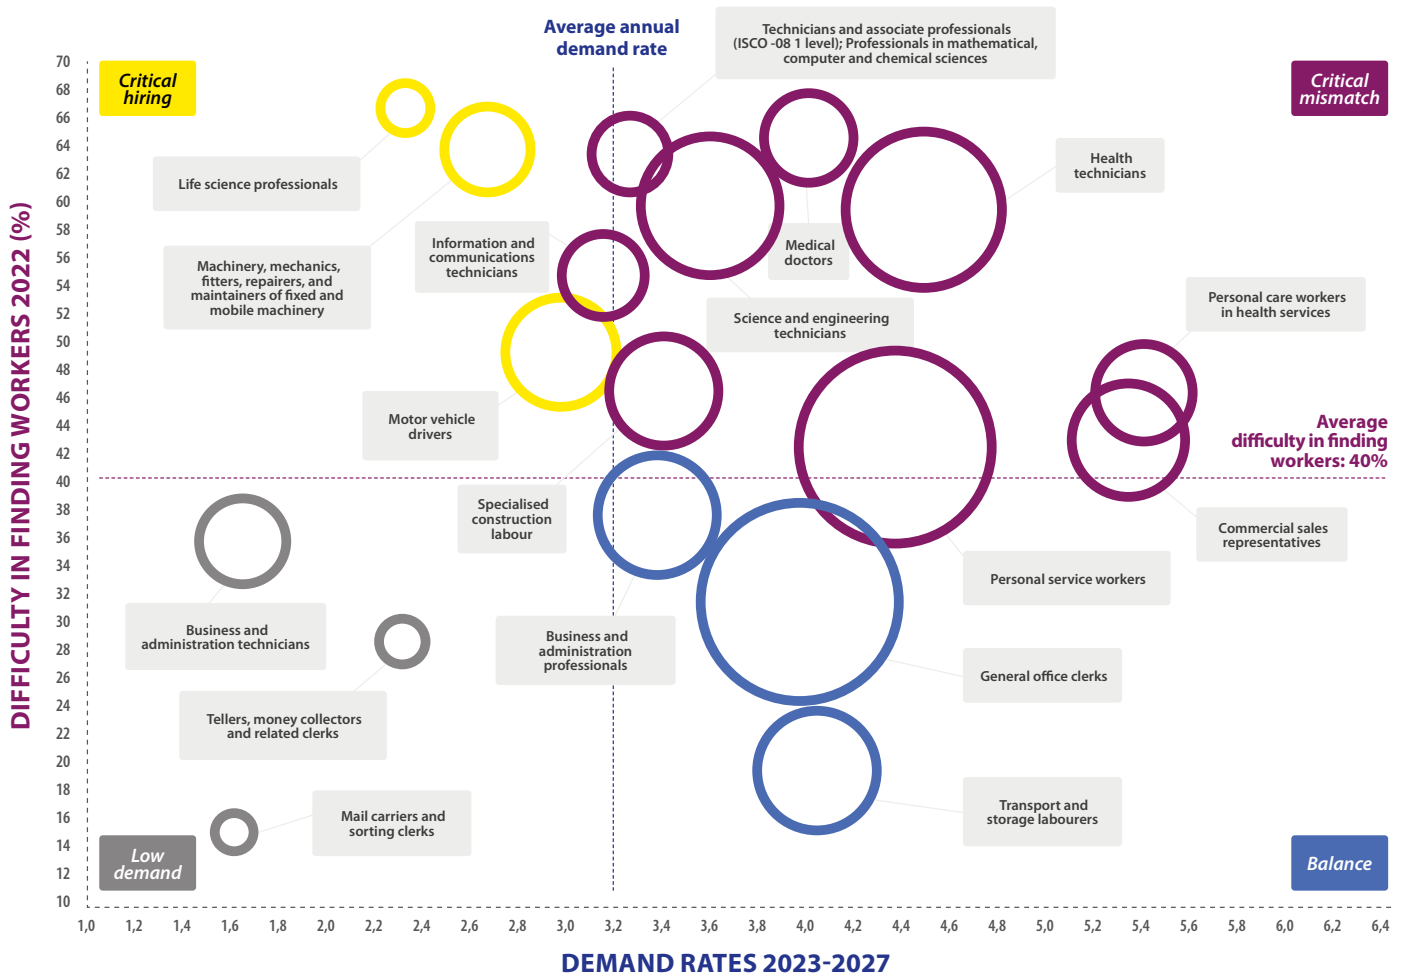 Average annual
demand rate
Technicians and associate professionals
(ISCO -08 1 level); Professionals in mathematical,
computer and chemical sciences
Critical
hiring
Critical
mismatch
Life science professionals
Health
technicians
Machinery, mechanics,
fitters, repairers, and
maintainers of fixed and
mobile machinery
Information and
communications
technicians
Medical
doctors
Science and engineering
technicians
Personal care workers
in health services
Motor vehicle
drivers
Average
difficulty in finding
workers: 40%
Specialised
construction
labour
Commercial sales
representatives
Personal service workers
Business and
administration technicians
Business and
administration
professionals
General office clerks
Tellers, money collectors
and related clerks
Mail carriers and
sorting clerks
Transport and
storage labourers
Low
demand
Balance
DIFFICULTY IN FINDING WORKERS 2022 (%)
70
68
66
64
62
60
58
56
54
52
50
48
46
44
42
40
38
36
34
32
30
28
26
24
22
20
18
16
14
12
10
1,0 1,2 1,4 1,6 1,8 2,0 2,2 2,4 2,6 2,8 3,0 3,2 3,4 3,6 3,8 4,0 4,2 4,4 4,6 4,8 5,0 5,2 5,4 5,6 5,8 6,0 6,2 6,4
DEMAND RATES 2023-2027